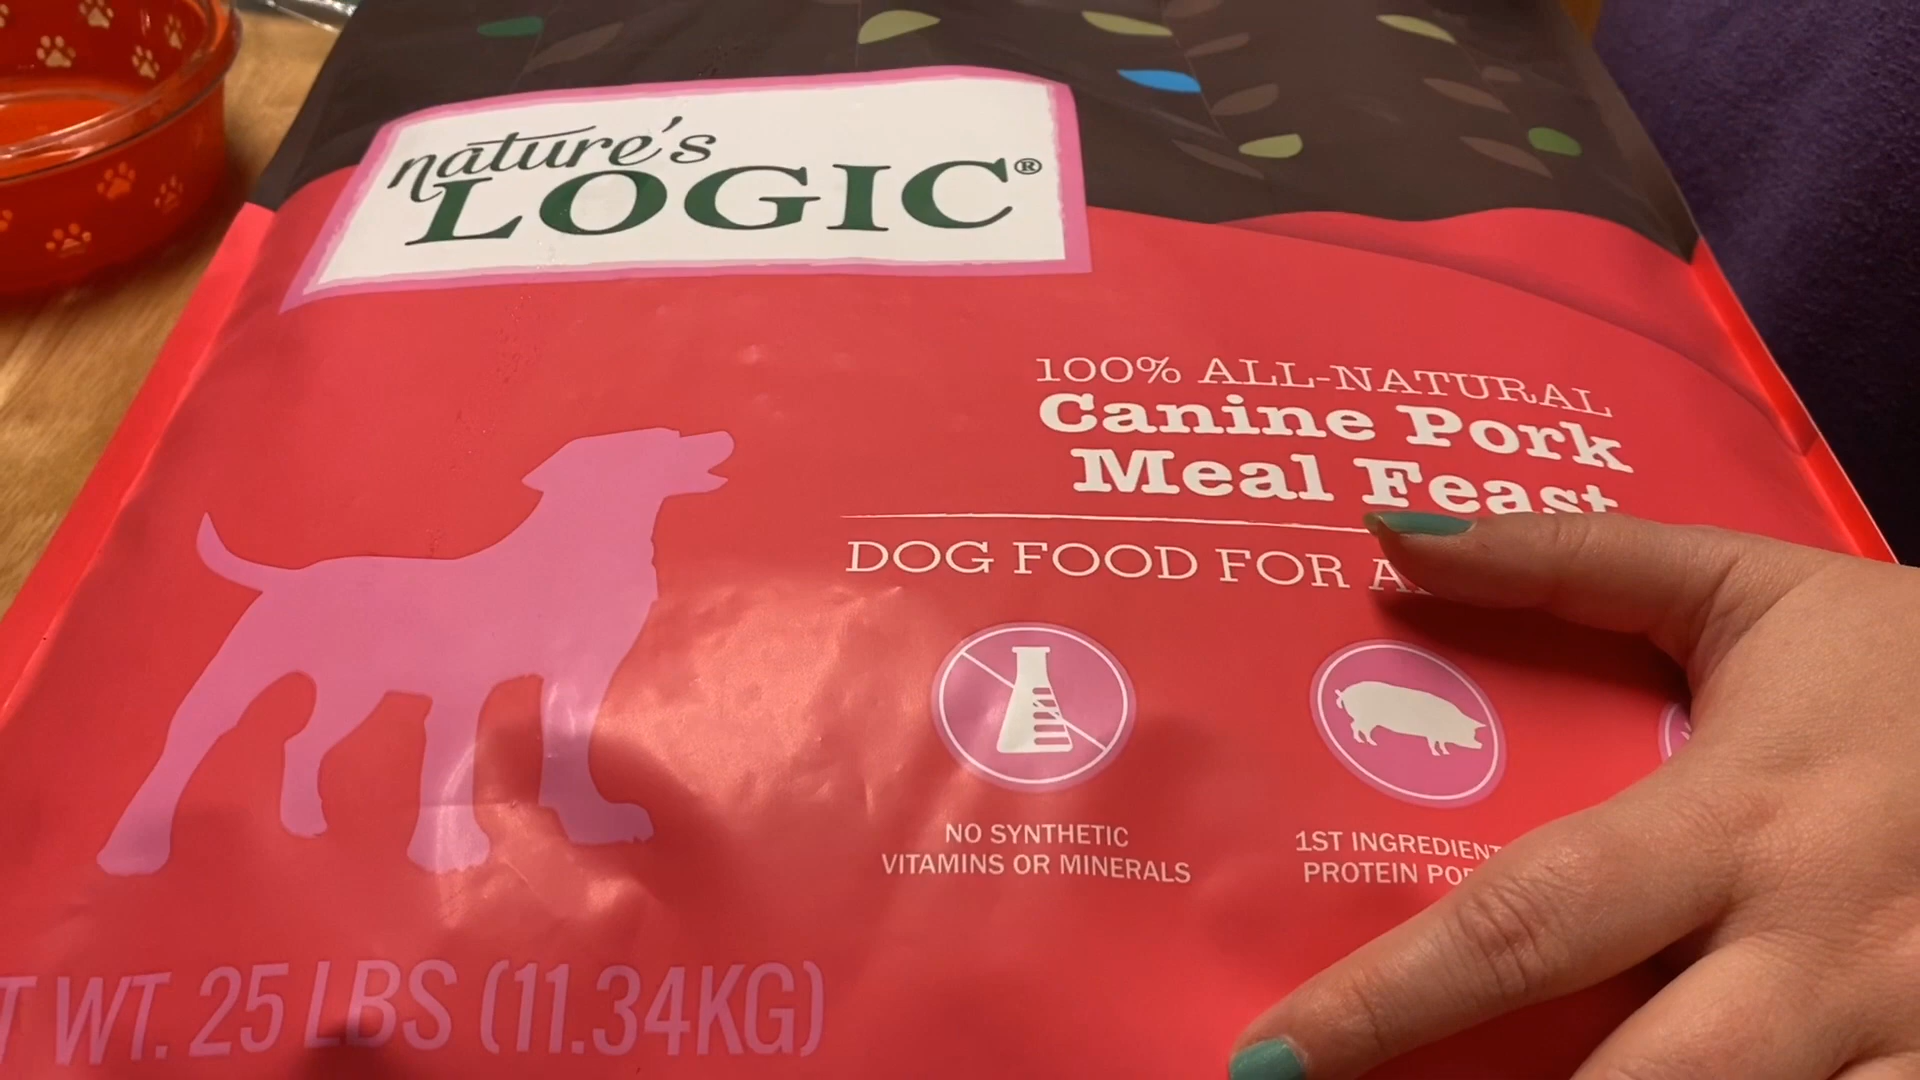 nature's
LOGIC®
100% ALL-NATURAL
Canine Pork
Meal Feast
DOG FOOD FOR
NO SYNTHETIC
VITAMINS OR MINERALS
1ST INGREDIENT
PROTEIN
WT. 25 LBS (11.34KG)